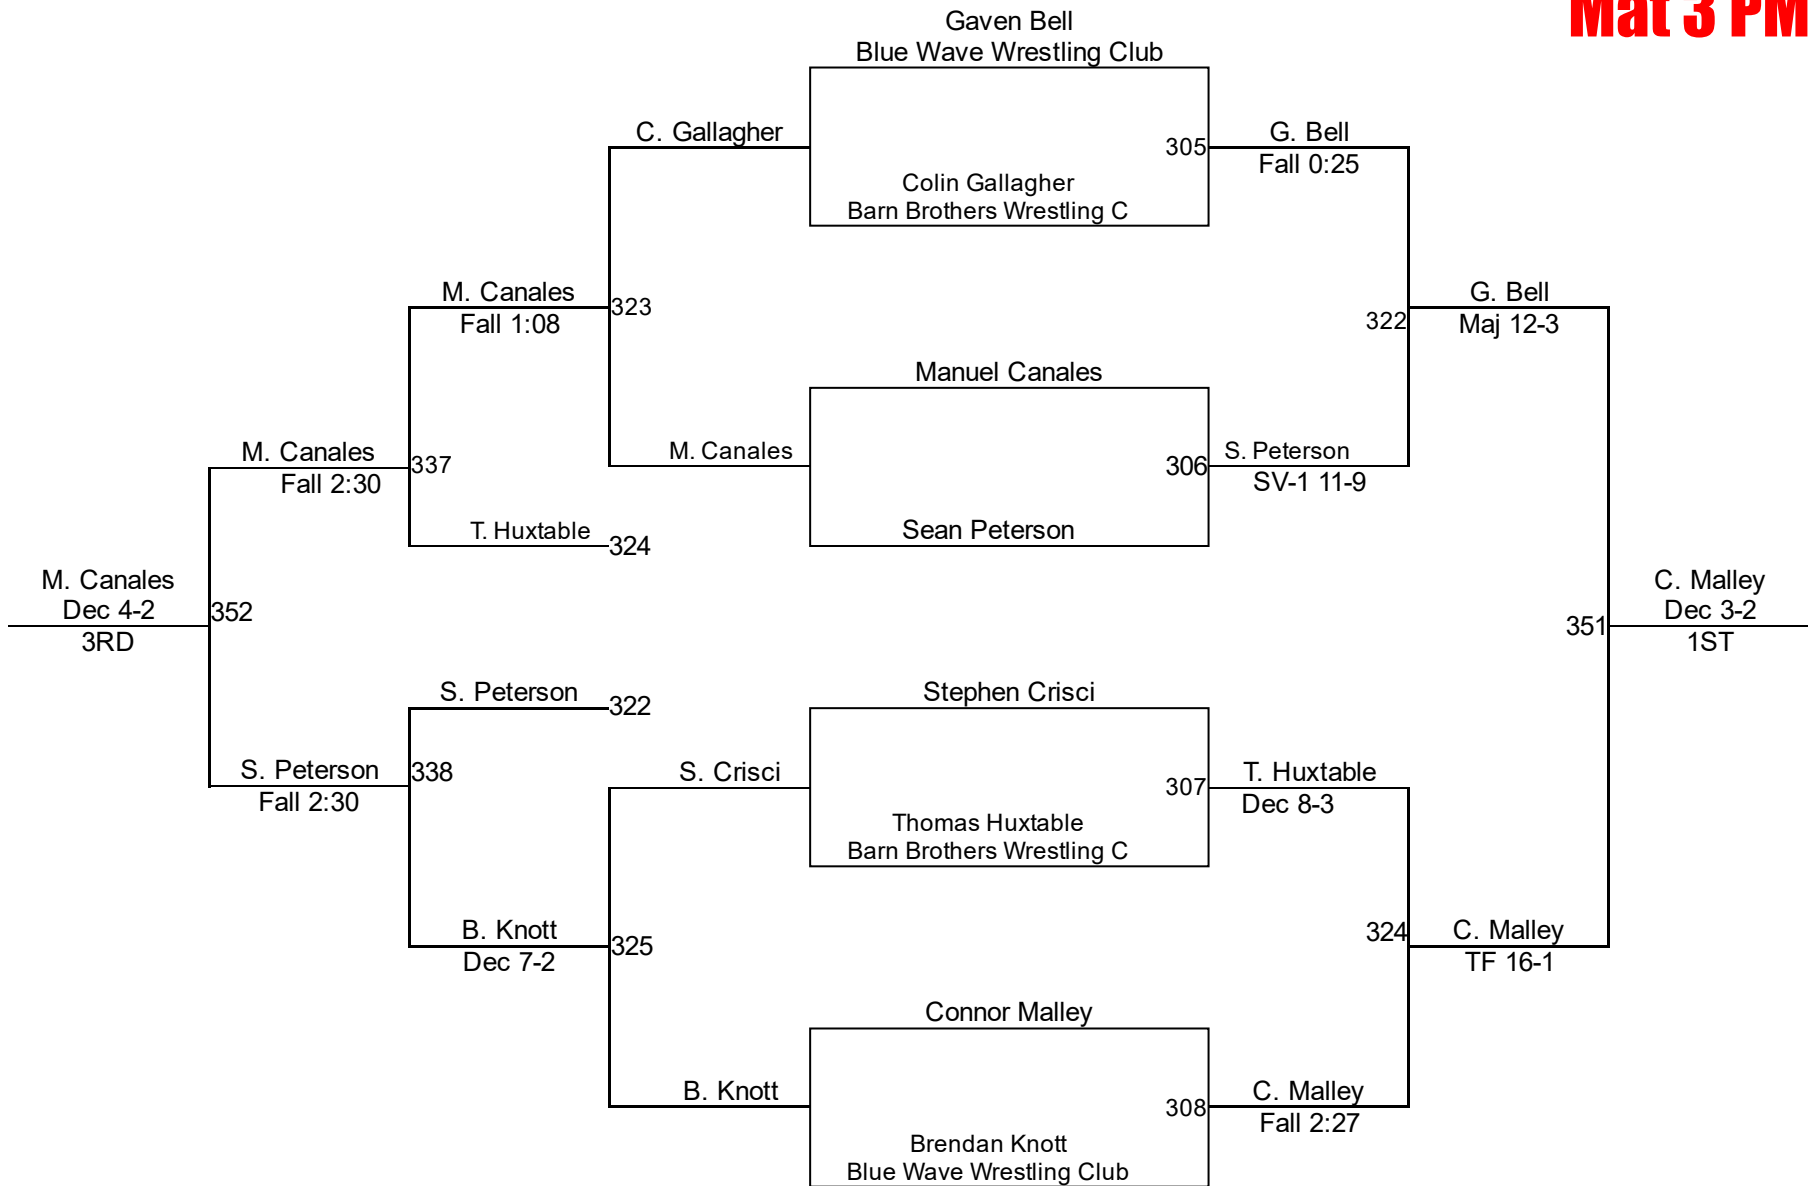 Mat 3 PM
Gaven Bell
Blue Wave Wrestling Club
C. Gallagher
305
G. Bell
Fall 0:25
Colin Gallagher
Barn Brothers Wrestling C
M. Canales
Fall 1:08
323
322
G. Bell
Maj 12-3
Manuel Canales
M. Canales
Fall 2:30
337
M. Canales
306
S. Peterson
SV-1 11-9
T. Huxtable
324
Sean Peterson
M. Canales
Dec 4-2
3RD
352
351
C. Malley
Dec 3-2
1ST
S. Peterson
322
Stephen Crisci
S. Peterson
Fall 2:30
338
S. Crisci
307
T. Huxtable
Dec 8-3
Thomas Huxtable
Barn Brothers Wrestling C
B. Knott
Dec 7-2
325
324
C. Malley
TF 16-1
Connor Malley
B. Knott
308
C. Malley
Fall 2:27
Brendan Knott
Blue Wave Wrestling Club